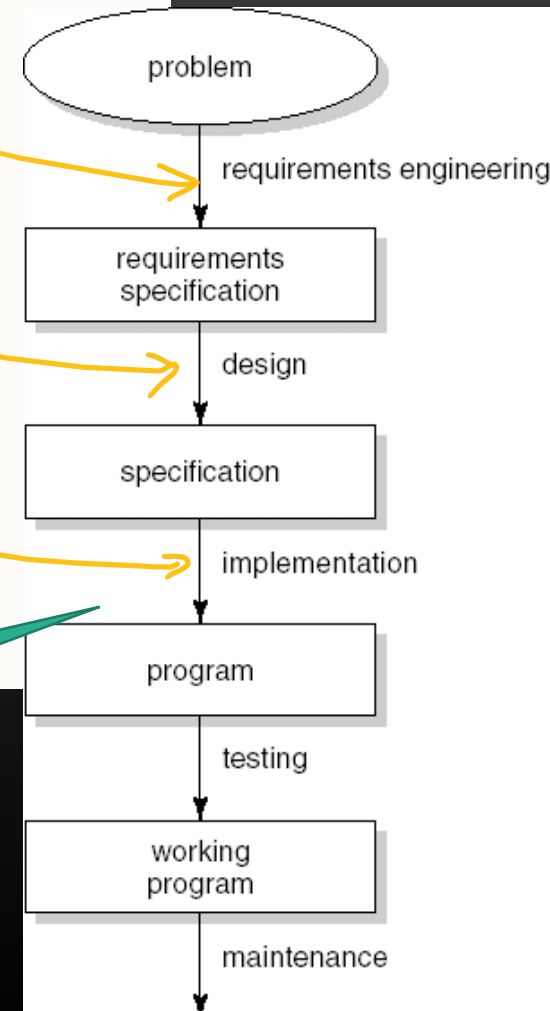 problem
requirements engineering
requirements
specification
design
specification
implementation
program
testing
working
program
maintenance